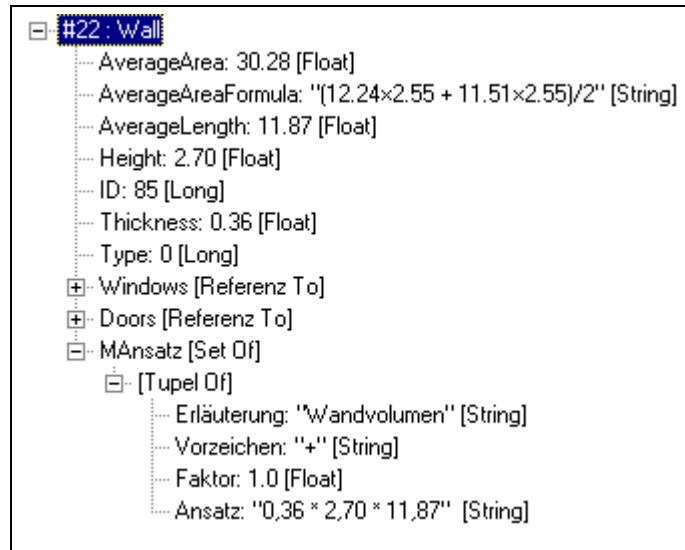 #22 : Wall
AverageArea: 30.28 [Float]
AverageAreaFormula: "(12.24×2.55 + 11.51×2.55)/2" [String]
AverageLength: 11.87 [Float]
Height: 2.70 [Float]
ID: 85 [Long]
Thickness: 0.36 [Float]
Type: 0 [Long]
Windows [Referenz To]
Doors [Referenz To]
MAnsatz [Set Of]
[Tupel Of]
Erläuterung: "Wandvolumen" [String]
Vorzeichen: "+" [String]
Faktor: 1.0 [Float]
Ansatz: "0,36 * 2,70 * 11,87" [String]